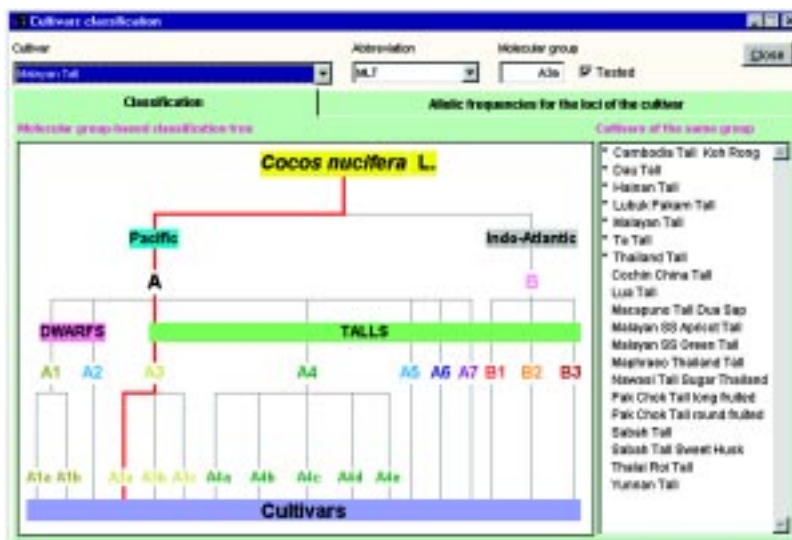 Cultivars classification
Cultivar
Abbreviation
Molecular group
Close
Malayan Tall
MLT
A3a
Tested
Classification
Allelic frequencies for the loci of the cultivar
Molecular group-based classification tree
Cultivars of the same group
Cocos nucifera L.
Pacific
Indo-Atlantic
A
B
DWARFS
TALLS
A1 A2 A3 A4 A5 A6 A7 B1 B2 B3
A1a A1b A3a A3b A3c A4a A4b A4c A4d A4e
Cultivars
* Cambodia Tall Koh Rong
* Dau Tall
* Hainan Tall
* Lubuk Pakam Tall
* Malayan Tall
* Ta Tall
* Thailand Tall
Cochin China Tall
Lua Tall
Macapuno Tall Dua Sap
Malayan SS Apricot Tall
Malayan SS Green Tall
Maphrao Thailand Tall
Nawasi Tall Sugar Thailand
Pak Chok Tall long fruited
Pak Chok Tall round fruited
Sabah Tall
Sabah Tall Sweet Husk
Thalai Roi Tall
Yunnan Tall